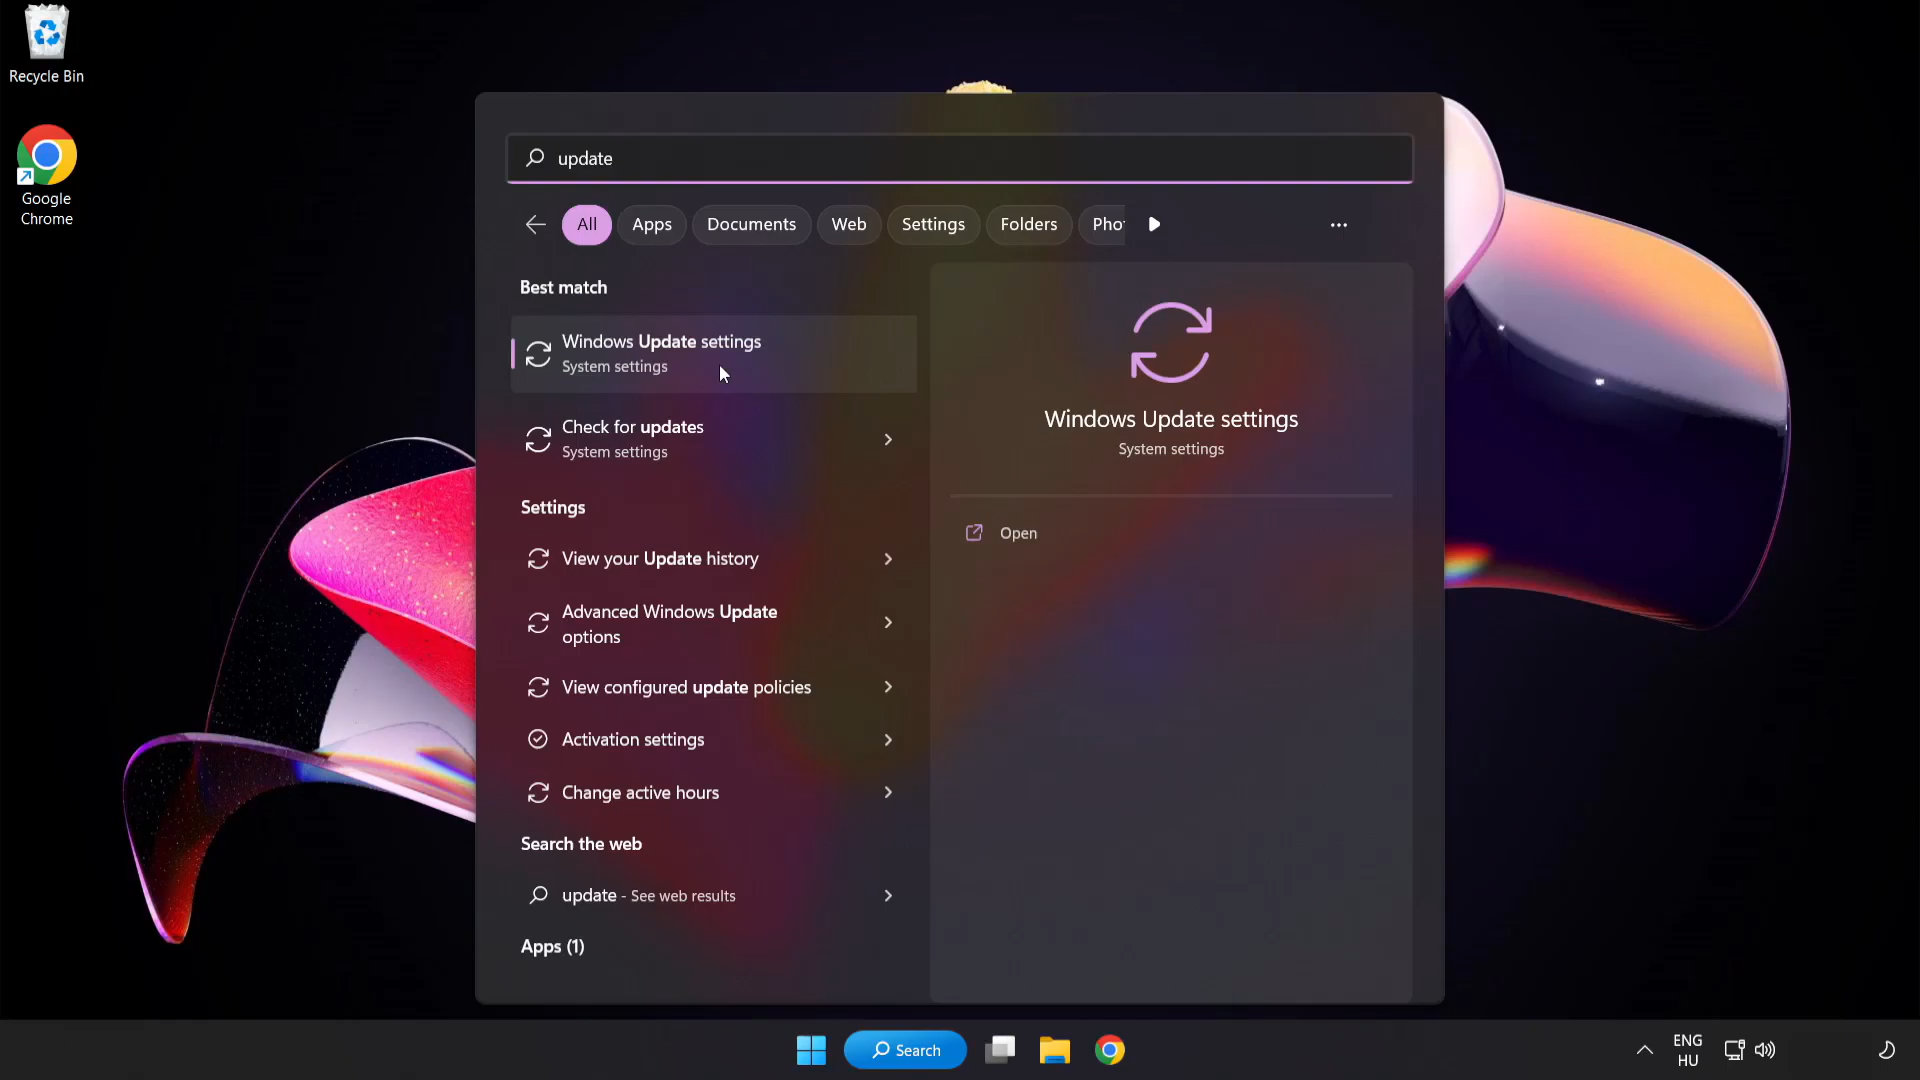 Recycle Bin
Google
Chrome
update
All
Apps
Documents
Web
Settings
Folders
Best match
Windows Update settings
System settings
Check for updates
System settings
Settings
View your Update history
Advanced Windows Update
options
View configured update policies
Activation settings
Change active hours
Search the web
update - See web results
Apps (1)
Windows Update settings
System settings
Open
Search
ENG
HU